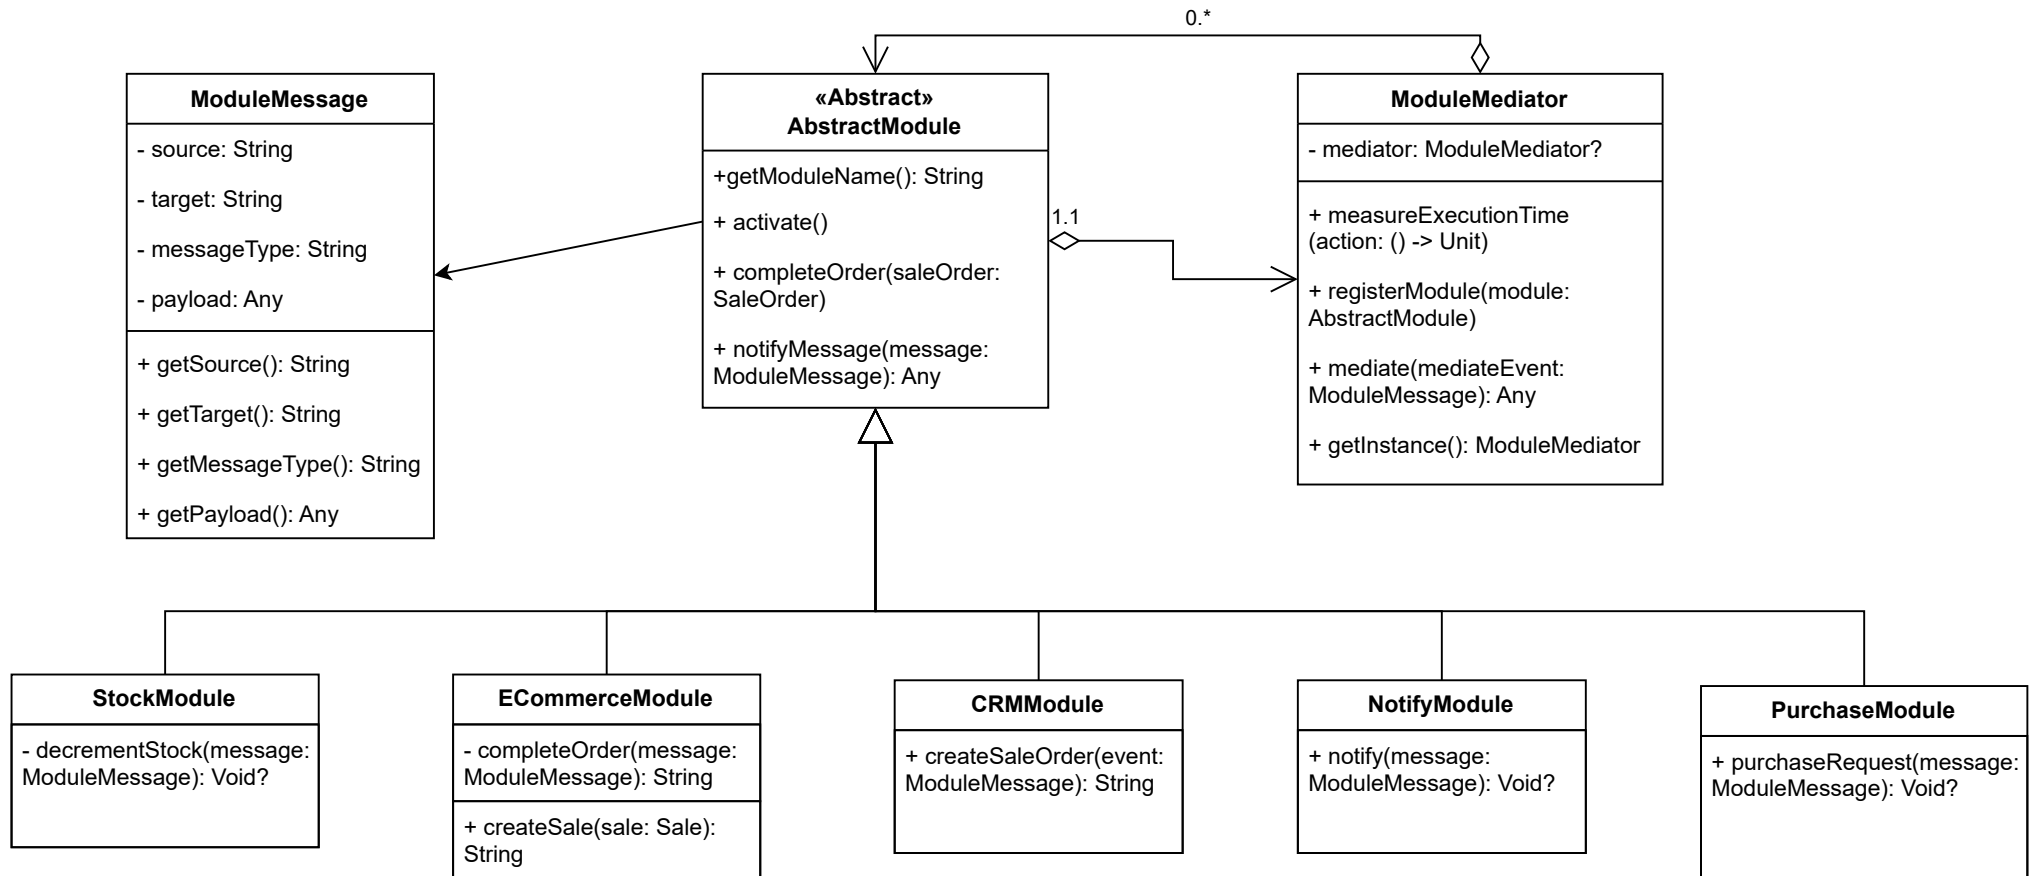 0.*
ModuleMessage
- source: String
- target: String
- messageType: String
- payload: Any
+ getSource(): String
+ getTarget(): String
+ getMessageType(): String
+ getPayload(): Any
«Abstract»
AbstractModule
+getModuleName(): String
+ activate()
+ completeOrder(saleOrder:
SaleOrder)
+ notifyMessage(message:
ModuleMessage): Any
1.1
ModuleMediator
- mediator: ModuleMediator?
+ measureExecutionTime
(action: () -> Unit)
+ registerModule(module:
AbstractModule)
+ mediate(mediateEvent:
ModuleMessage): Any
+ getInstance(): ModuleMediator
StockModule
- decrementStock(message:
ModuleMessage): Void?
ECommerceModule
- completeOrder(message:
ModuleMessage): String
+ createSale(sale: Sale):
String
CRMModule
+ createSaleOrder(event:
ModuleMessage): String
NotifyModule
+ notify(message:
ModuleMessage): Void?
PurchaseModule
+ purchaseRequest(message:
ModuleMessage): Void?